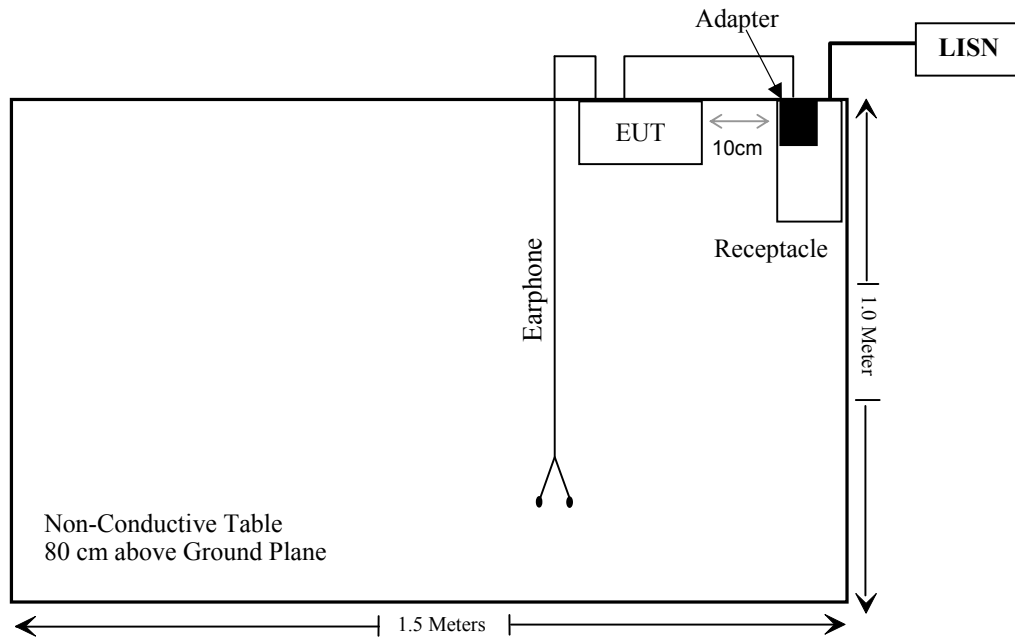 Adapter
LISN
EUT
10cm
Receptacle
Earphone
1.0 Meter
Non-Conductive Table
80 cm above Ground Plane
1.5 Meters